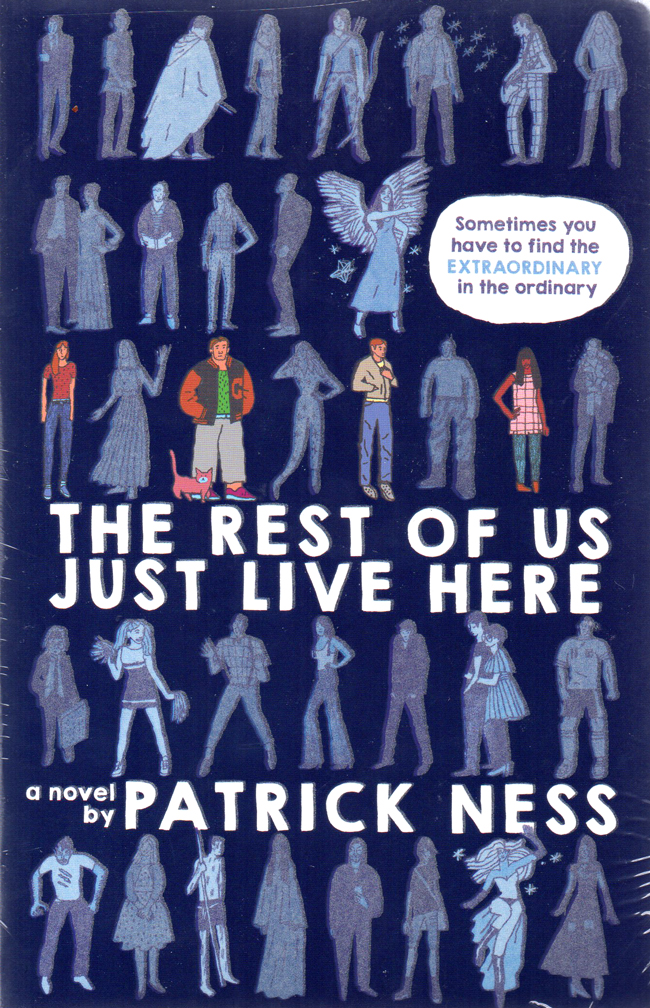 Sometimes you
have to find the
EXTRAORDINARY
in the ordinary
C
THE REST OF US
JUST LIVE HERE
a novel
by PATRICK NESS